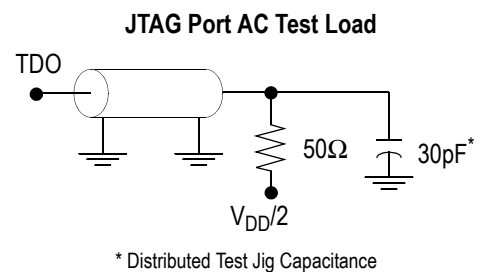 JTAG Port AC Test Load
TDO
50Ω
30pF*
VDD/2
* Distributed Test Jig Capacitance